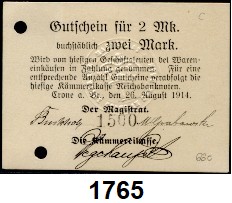 Gutschein für 2 Mk.
buchstäblich zwei Mark.
Wird von hiesigen Geschäftsleuten bei Waren-
einkäufen in Zahlung genommen. Für eine
entsprechende Anzahl Gutscheine verabfolgt die
hiesige Kämmereikasse Reichsbanknoten.
Crone a. Br., den 26. August 1914.
Der Magistrat.
1500
Die Kämmereikasse.
1765